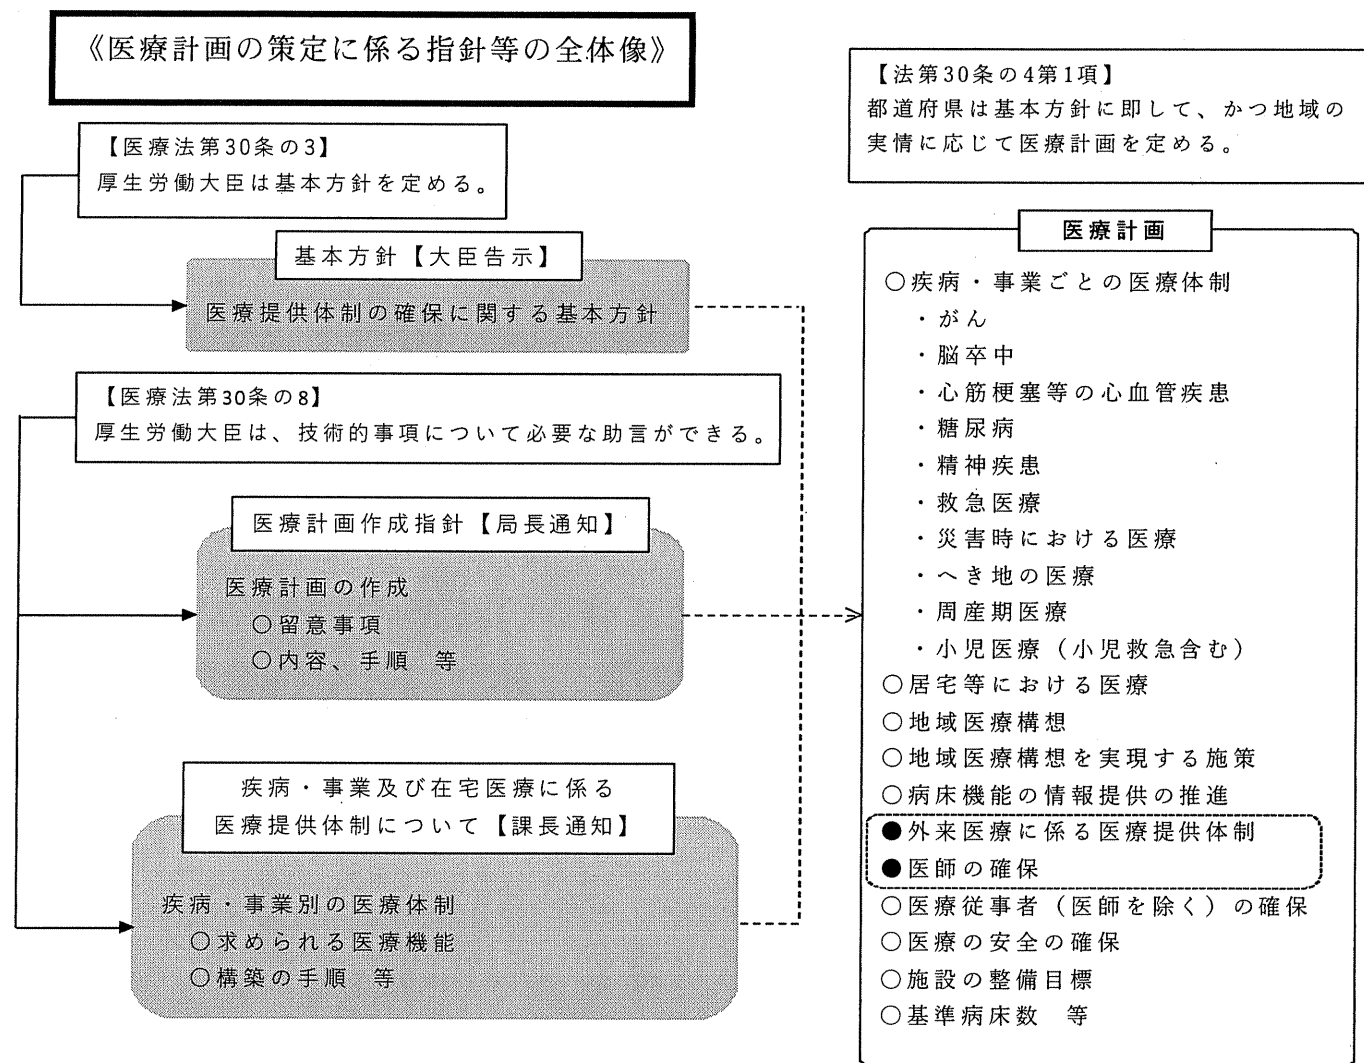 《医療計画の策定に係る指針等の全体像》
【医療法第30条の3】
厚生労働大臣は基本方針を定める。
基本方針【大臣告示】
医療提供体制の確保に関する基本方針
【医療法第30条の8】
厚生労働大臣は、技術的事項について必要な助言ができる。
医療計画作成指針【局長通知】
医療計画の作成
○留意事項
○内容、手順　等
疾病・事業及び在宅医療に係る
医療提供体制について【課長通知】
疾病・事業別の医療体制
○求められる医療機能
○構築の手順　等
【法第30条の4第1項】
都道府県は基本方針に即して、かつ地域の
実情に応じて医療計画を定める。
医療計画
○疾病・事業ごとの医療体制
・がん
・脳卒中
・心筋梗塞等の心血管疾患
・糖尿病
・精神疾患
・救急医療
・災害時における医療
・へき地の医療
・周産期医療
・小児医療（小児救急含む）
○居宅等における医療
○地域医療構想
○地域医療構想を実現する施策
○病床機能の情報提供の推進
●外来医療に係る医療提供体制
●医師の確保
○医療従事者（医師を除く）の確保
○医療の安全の確保
○施設の整備目標
○基準病床数　等